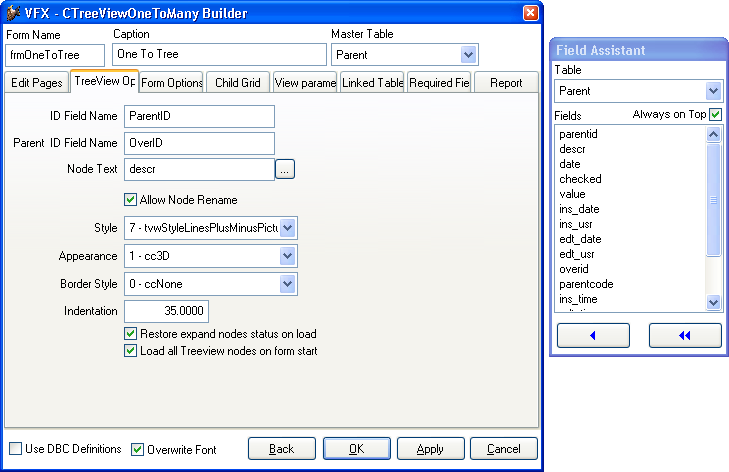 VFX - CTreeViewOneToMany Builder
Form Name
Caption
Master Table
frmOneToTree
One To Tree
Parent
Edit Pages
TreeView Op
Form Options
Child Grid
View parame
Linked Table
Required Fie
Report
ID Field Name
ParentID
Parent ID Field Name
OverID
Node Text
descr
...
Allow Node Rename
Style
7 - tvwStyleLinesPlusMinusPictu
Appearance
1 - cc3D
Border Style
0 - ccNone
Indentation
35.0000
Restore expand nodes status on load
Load all Treeview nodes on form start
Use DBC Definitions
Overwrite Font
Back
OK
Apply
Cancel
Field Assistant
Table
Parent
Fields
Always on Top
parentid
descr
date
checked
value
ins_date
ins_usr
edt_date
edt_usr
overid
parentcode
ins_time